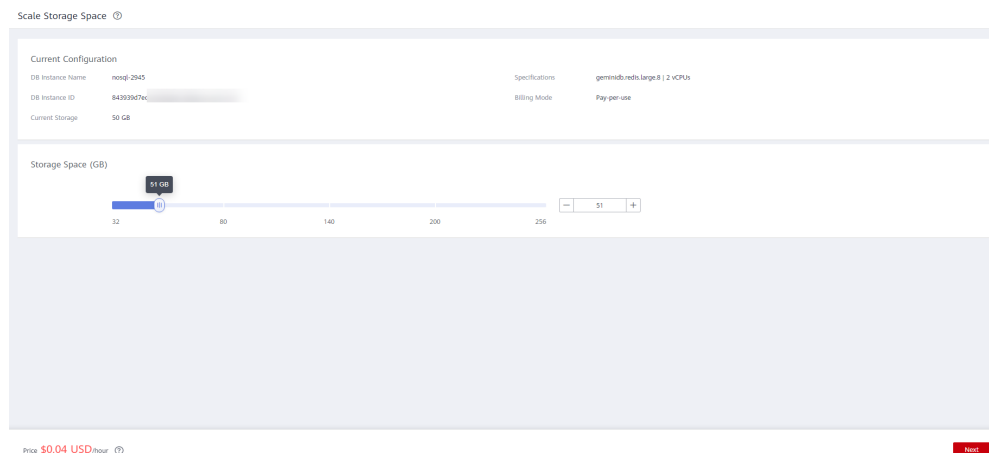 Scale Storage Space
Current Configuration
DB Instance Name nosql-2945 Specifications geminidb.redis.large.8 | 2 vCPUs
DB Instance ID 843939d7ec Billing Mode Pay-per-use
Current Storage 50 GB
Storage Space (GB)
51 GB
51
32 80 140 200 256
Price $0.04 USD/hour Next